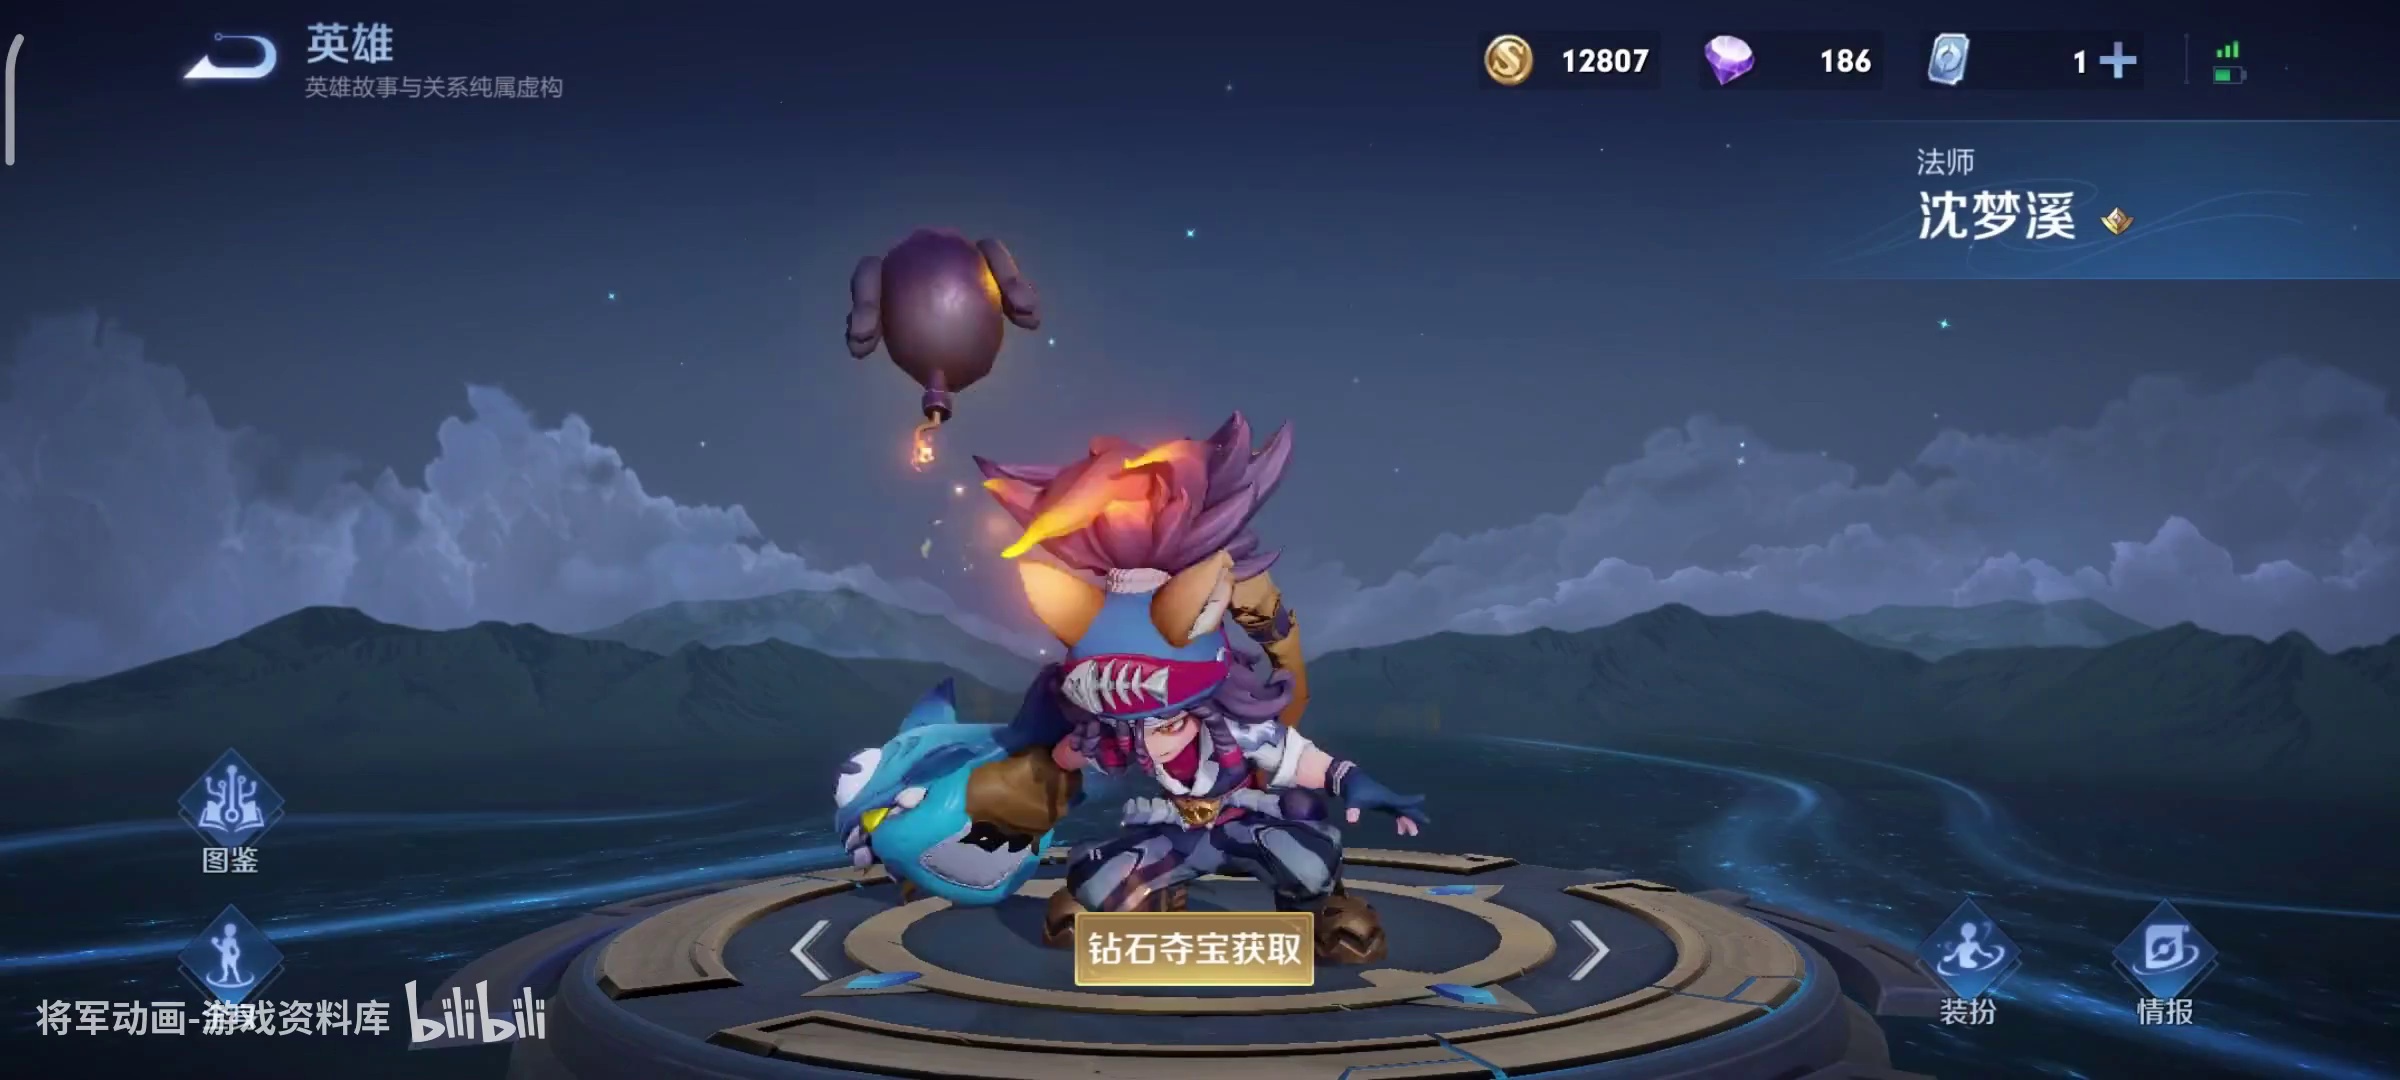 英雄
英雄故事与关系纯属虚构
12807
186
1
法师
沈梦溪
图鉴
钻石夺宝获取
装扮
情报
将军动画-游戏资料库 bilibili